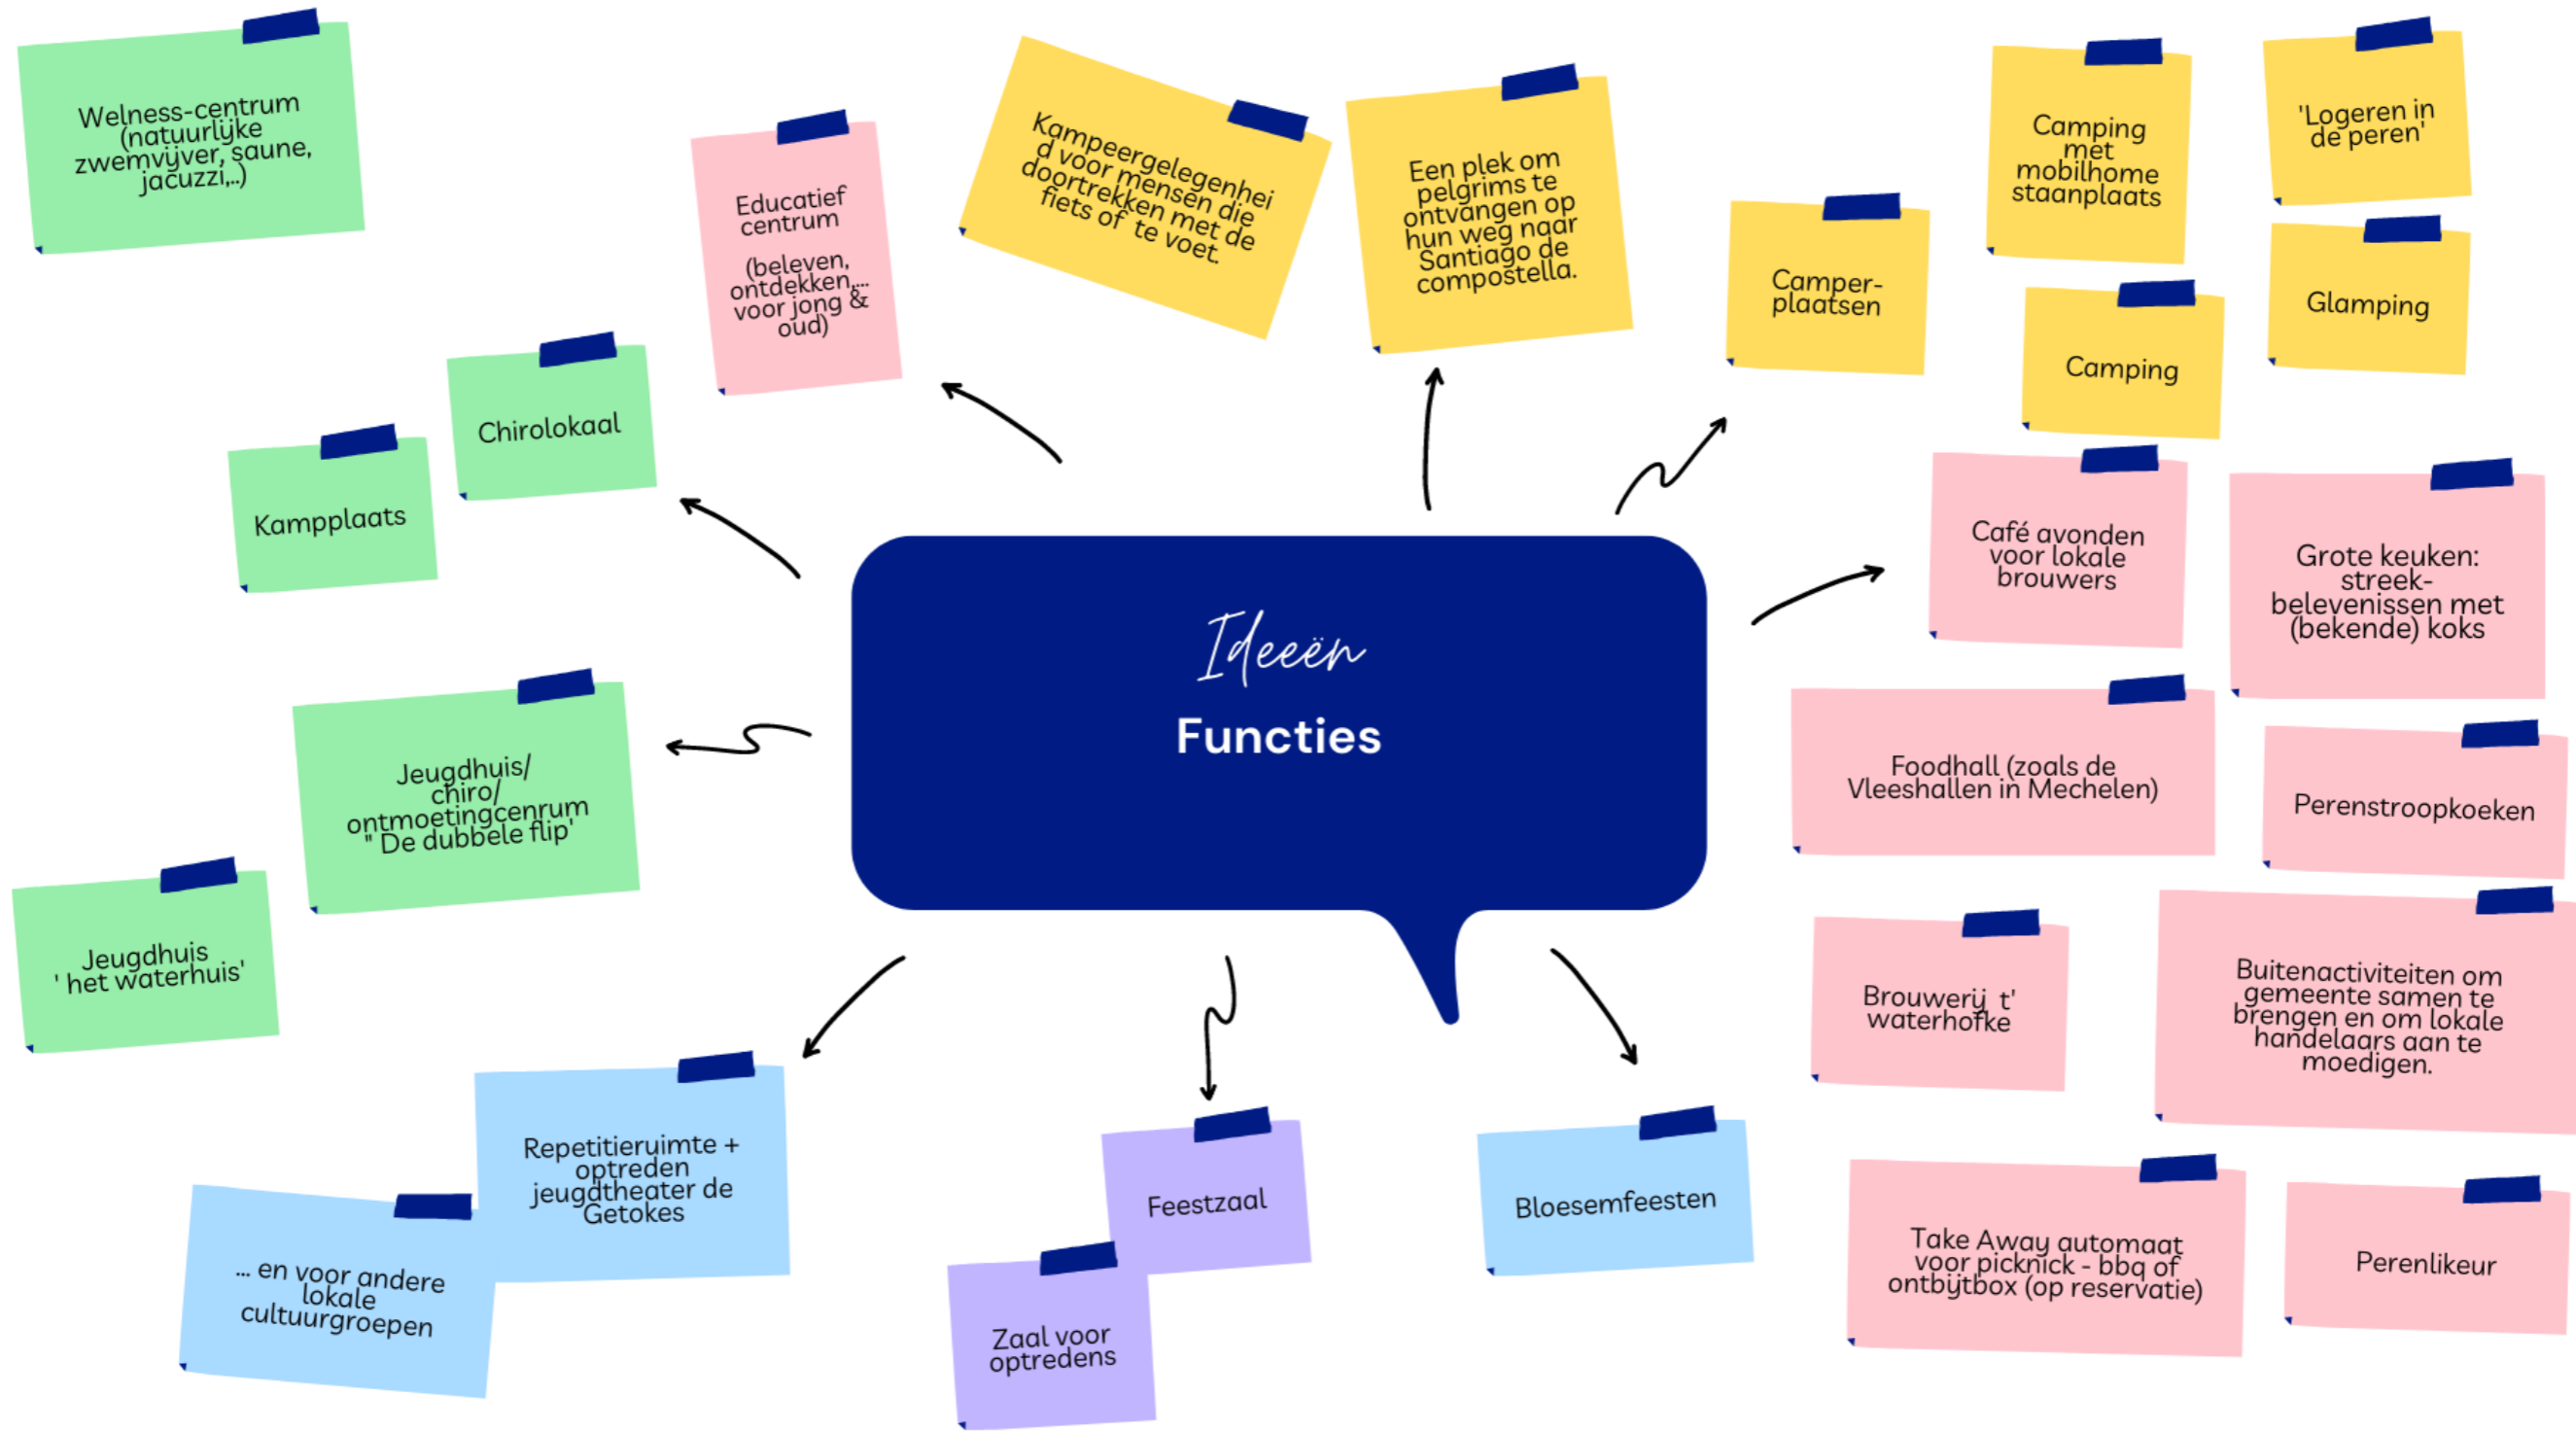 Welness-centrum
(natuurlijke
zwemvijver, saune,
jacuzzi,..)
Educatief
centrum
(beleven,
ontdekken,...
voor jong &
oud)
Kampeergelegenhei
d voor mensen die
doortrekken met de
fiets of te voet.
Een plek om
pelgrims te
ontvangen op
hun weg naar
Santiago de
compostella.
Camper-
plaatsen
Camping
met
mobilhome
staanplaats
'Logeren in
de peren'
Glamping
Camping
Chirolokaal
Kampplaats
Café avonden
voor lokale
brouwers
Grote keuken:
streek-
belevenissen met
(bekende) koks
Ideeën
Functies
Jeugdhuis/
chiro/
ontmoetingcenrum
" De dubbele flip'
Foodhall (zoals de
Vleeshallen in Mechelen)
Perenstroopkoeken
Jeugdhuis
' het waterhuis'
Brouwerij t'
waterhofke
Buitenactiviteiten om
gemeente samen te
brengen en om lokale
handelaars aan te
moedigen.
Repetitieruimte +
optreden
jeugdtheater de
Getokes
... en voor andere
lokale
cultuurgroepen
Feestzaal
Zaal voor
optredens
Bloesemfeesten
Take Away automaat
voor picknick - bbq of
ontbijtbox (op reservatie)
Perenlikeur